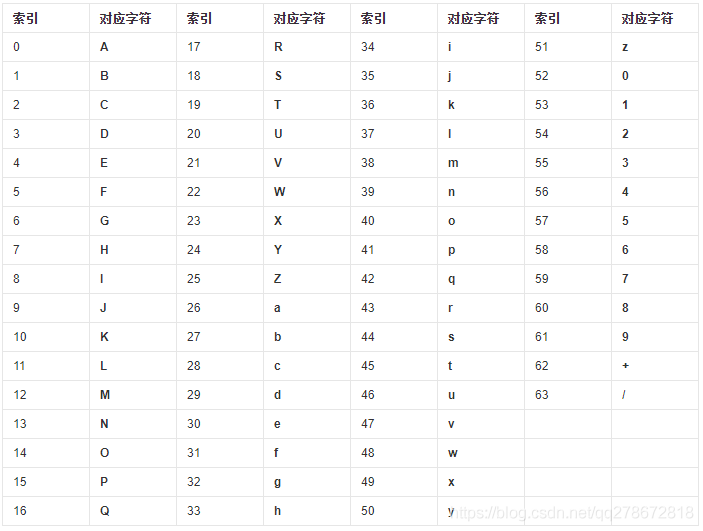 索引 对应字符 索引 对应字符 索引 对应字符 索引 对应字符
0 A 17 R 34 i 51 z
1 B 18 S 35 j 52 0
2 C 19 T 36 k 53 1
3 D 20 U 37 l 54 2
4 E 21 V 38 m 55 3
5 F 22 W 39 n 56 4
6 G 23 X 40 o 57 5
7 H 24 Y 41 p 58 6
8 I 25 Z 42 q 59 7
9 J 26 a 43 r 60 8
10 K 27 b 44 s 61 9
11 L 28 c 45 t 62 +
12 M 29 d 46 u 63 /
13 N 30 e 47 v
14 O 31 f 48 w
15 P 32 g 49 x
16 Q 33 h 50 y
https://blog.csdn.net/qq278672818